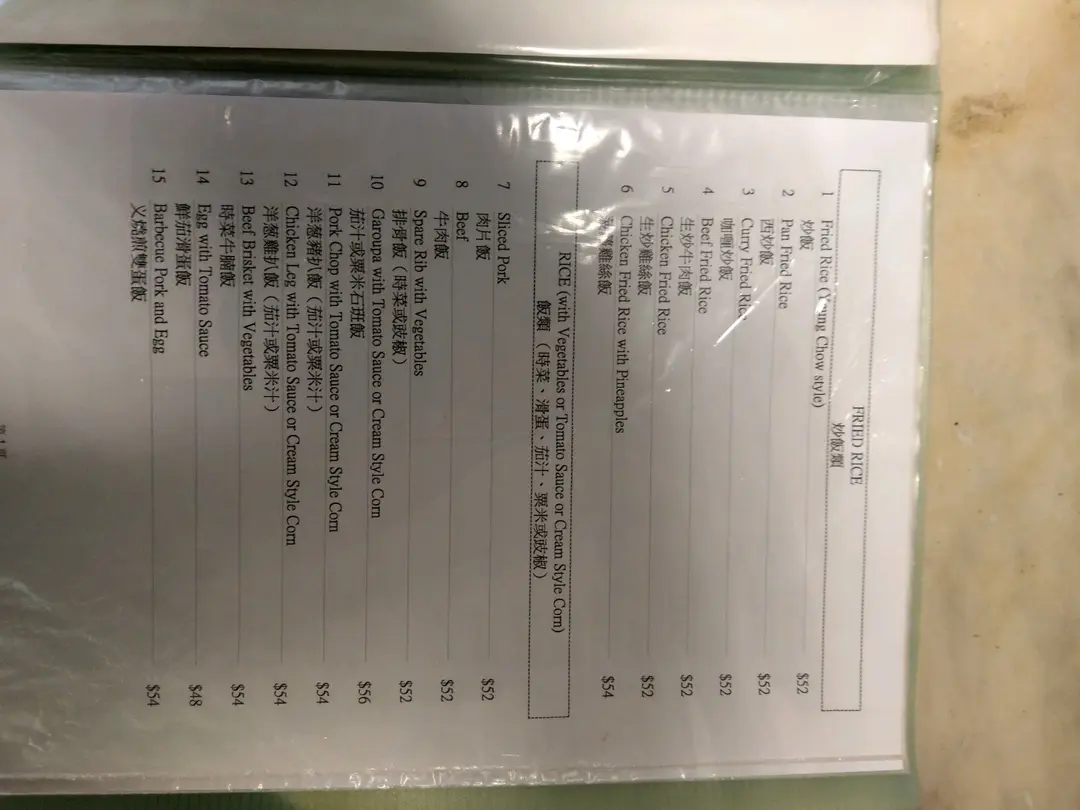 FRIED RICE
炒飯類
1 Fried Rice (Young Chow style)
炒飯 $52
2 Pan Fried Rice
西炒飯 $52
3 Curry Fried Rice
咖喱炒飯 $52
4 Beef Fried Rice
生炒牛肉飯 $52
5 Chicken Fried Rice
生炒雞絲飯 $52
6 Chicken Fried Rice with Pineapples
雞絲飯 $54
RICE (with Vegetables or Tomato Sauce or Cream Style Corn)
飯類（時菜、滑蛋、茄汁、粟米或豉椒）
7 Sliced Pork
肉片飯 $52
8 Beef
牛肉飯 $52
9 Spare Rib with Vegetables
排骨飯（時菜或豉椒） $52
10 Garoupa with Tomato Sauce or Cream Style Corn
茄汁或粟米石班飯 $56
11 Pork Chop with Tomato Sauce or Cream Style Corn
洋葱豬扒飯（茄汁或粟米汁） $54
12 Chicken Leg with Tomato Sauce or Cream Style Corn
洋葱雞扒飯（茄汁或粟米汁） $54
13 Beef Brisket with Vegetables
時菜牛腩飯 $54
14 Egg with Tomato Sauce
鮮茄滑蛋飯 $48
15 Barbecue Pork and Egg
煎雙蛋飯 $54